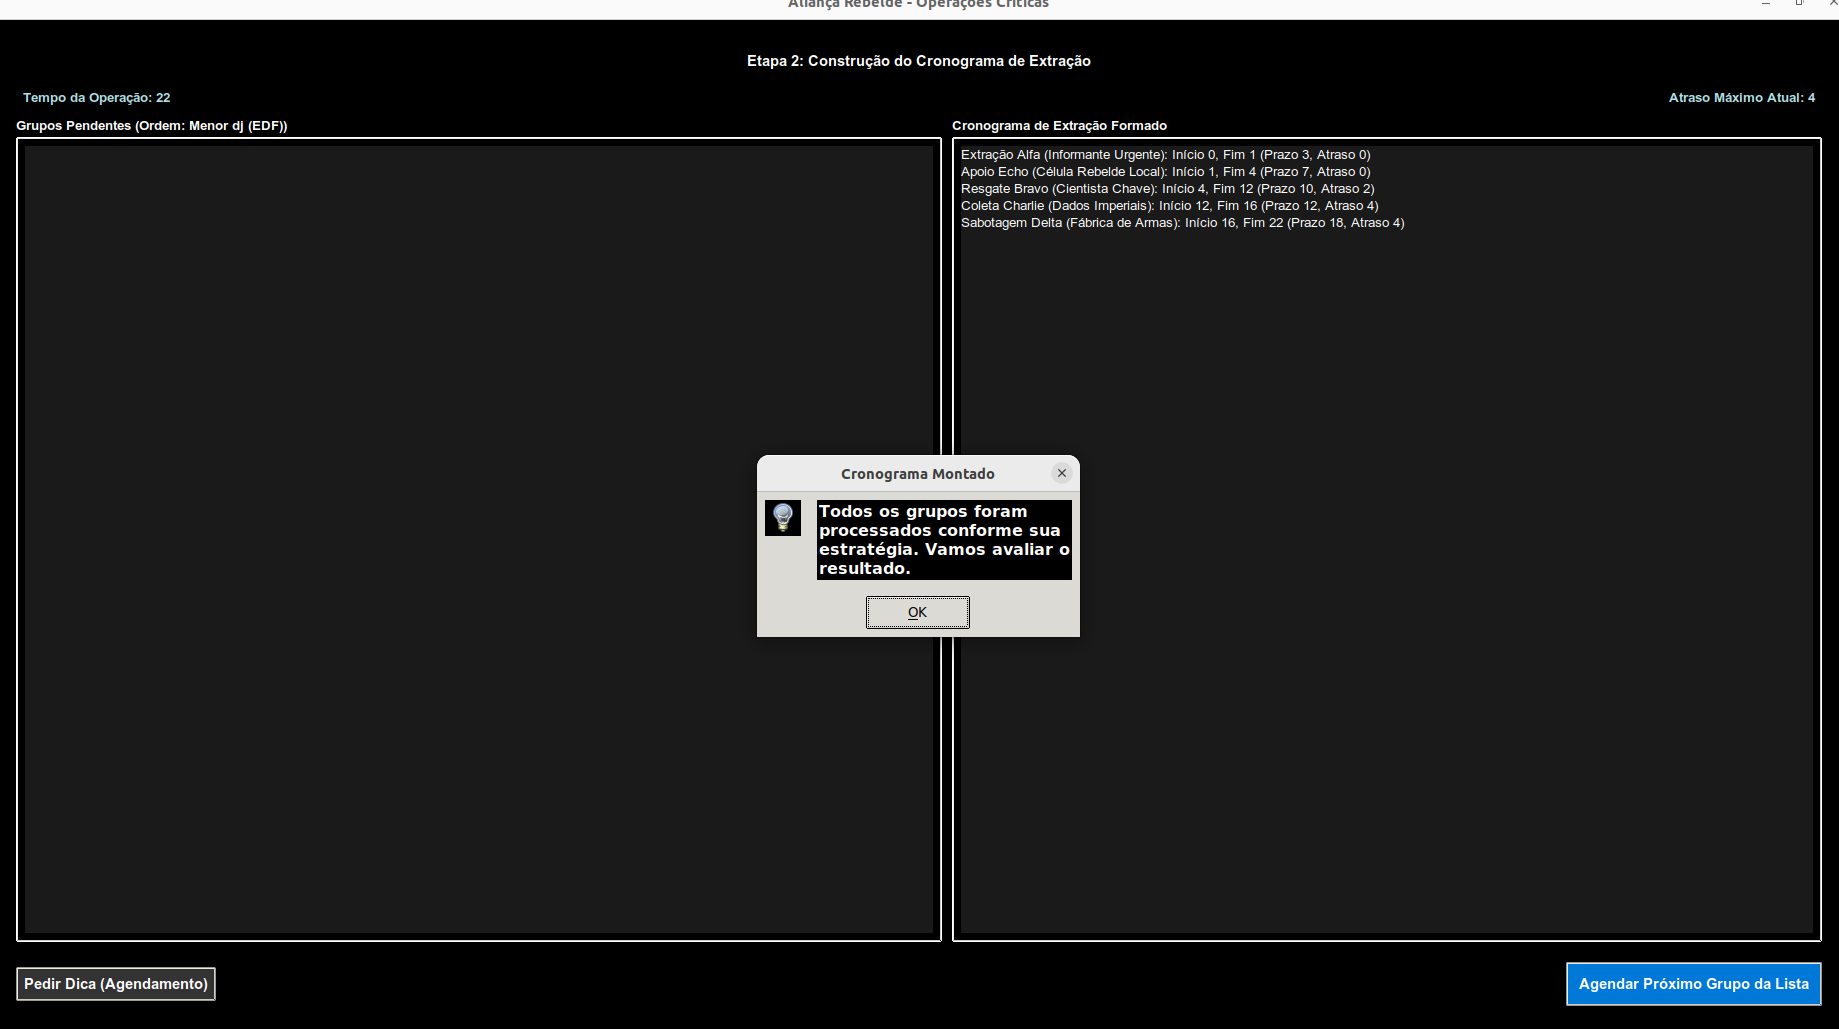 Aliança Rebelde - Operações Críticas
Etapa 2: Construção do Cronograma de Extração
Tempo da Operação: 22
Atraso Máximo Atual: 4
Grupos Pendentes (Ordem: Menor dj (EDF))
Cronograma de Extração Formado
Extração Alfa (Informante Urgente): Início 0, Fim 1 (Prazo 3, Atraso 0)
Apoio Echo (Célula Rebelde Local): Início 1, Fim 4 (Prazo 7, Atraso 0)
Resgate Bravo (Cientista Chave): Início 4, Fim 12 (Prazo 10, Atraso 2)
Coleta Charlie (Dados Imperiais): Início 12, Fim 16 (Prazo 12, Atraso 4)
Sabotagem Delta (Fábrica de Armas): Início 16, Fim 22 (Prazo 18, Atraso 4)
Cronograma Montado
Todos os grupos foram
processados conforme sua
estratégia. Vamos avaliar o
resultado.
OK
Pedir Dica (Agendamento)
Agendar Próximo Grupo da Lista